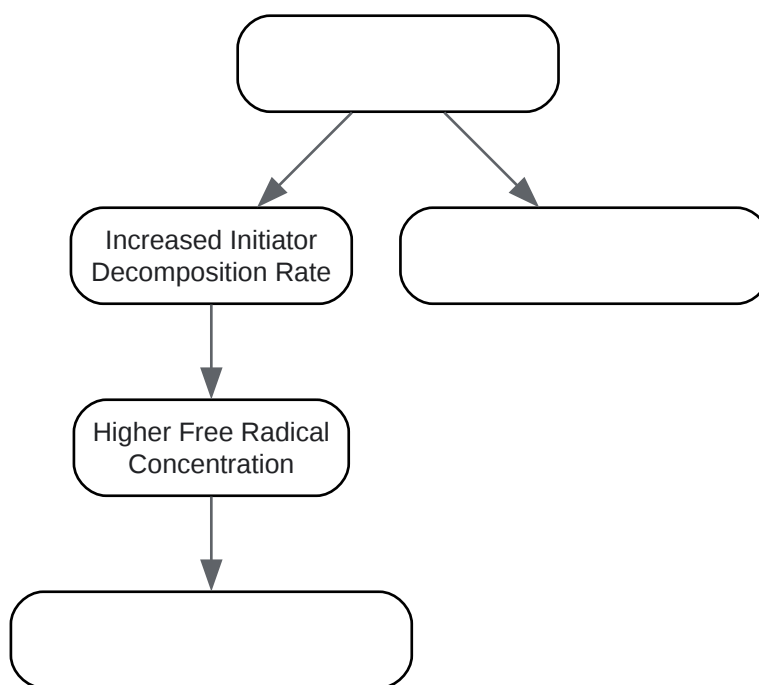 Increased Initiator
Decomposition Rate
Higher Free Radical
Concentration